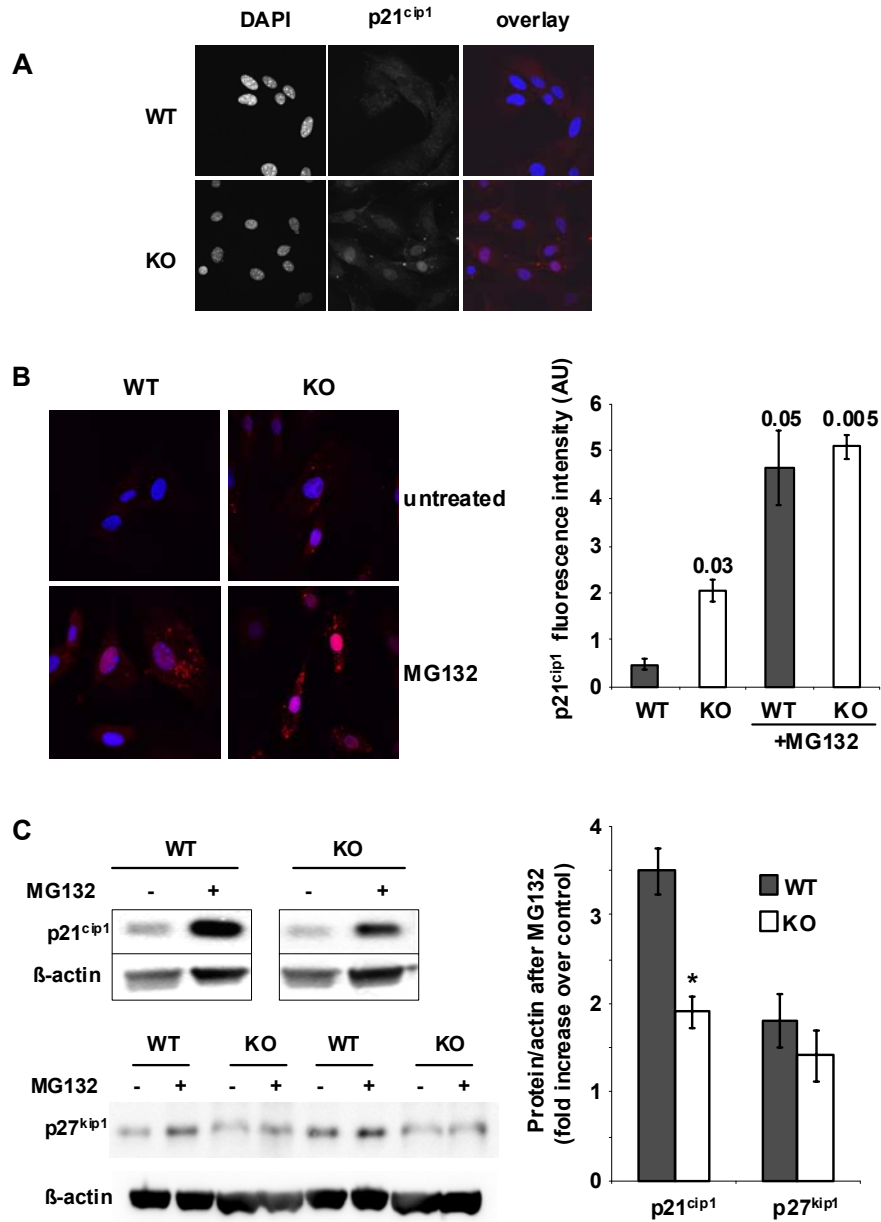 DAPI p21cip1 overlay
A
WT
KO
B
WT KO
untreated
MG132
p21cip1 fluorescence intensity (AU)
6
5
4
3
2
1
0
0.03
0.05
0.005
WT KO WT KO
+MG132
C
WT KO
MG132 - + - +
p21cip1
ß-actin
WT KO WT KO
MG132 - + - + - + - +
p27kip1
ß-actin
Protein/actin after MG132
(fold increase over control)
4
3
2
1
0
WT
KO
*
p21cip1 p27kip1